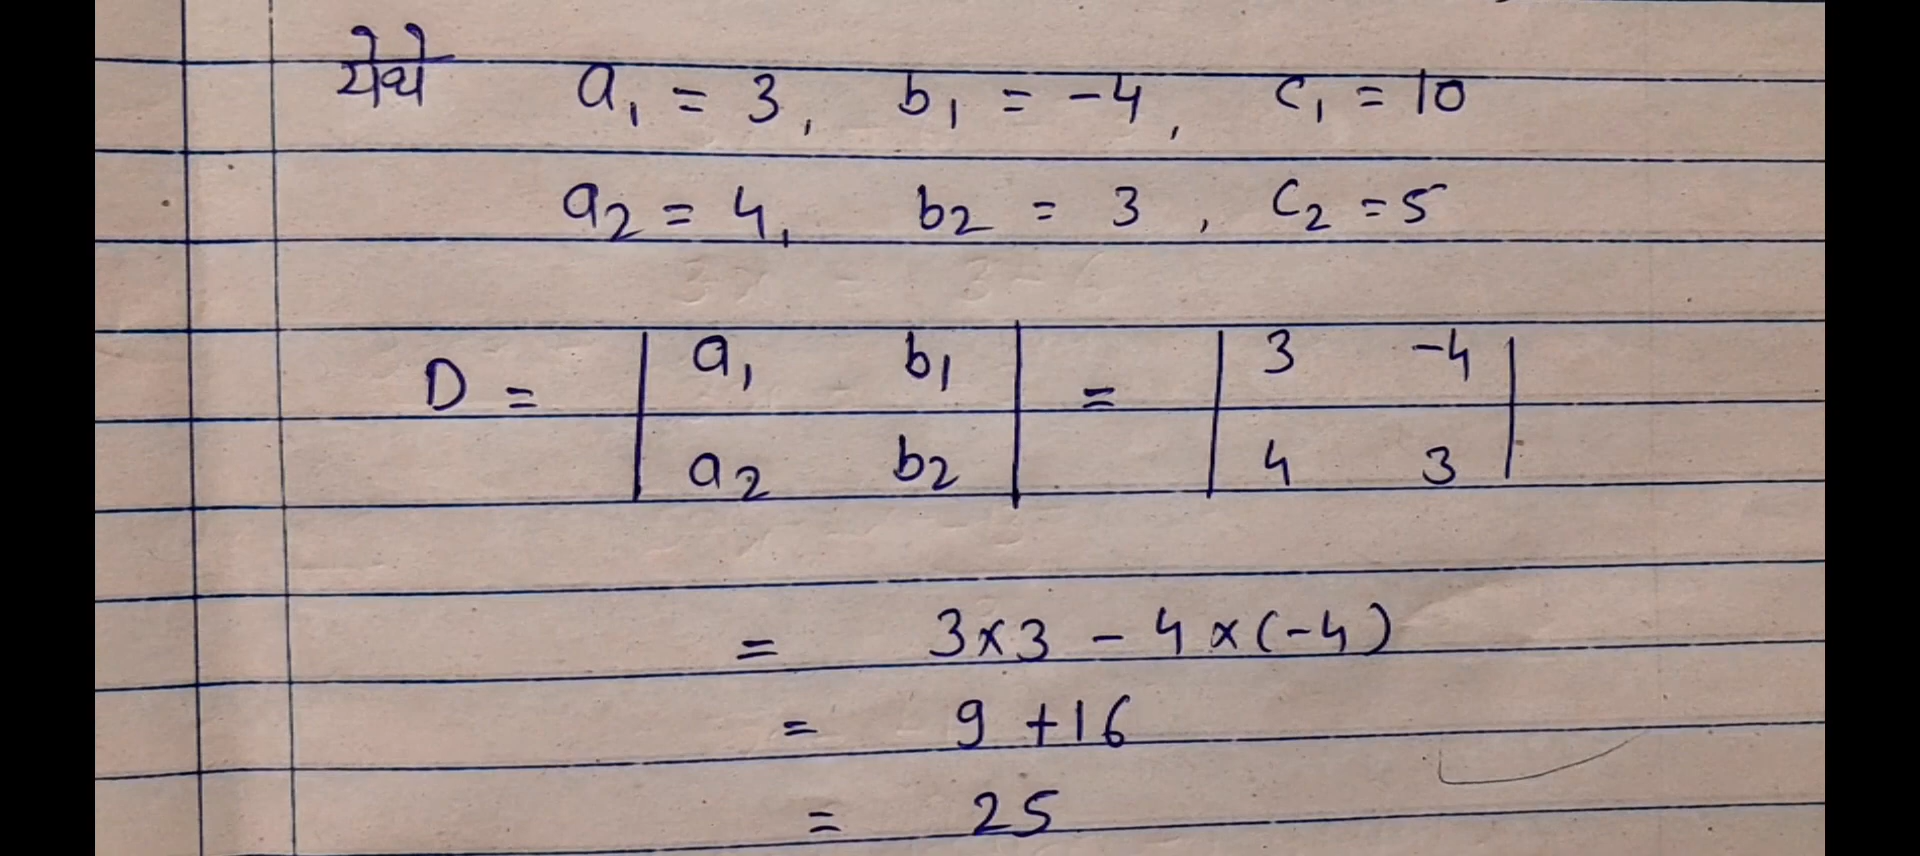 येथे a₁ = 3, b₁ = -4, c₁ = 10
a₂ = 4, b₂ = 3, c₂ = 5
D = | a₁ b₁ | = | 3 -4 |
| a₂ b₂ | | 4 3 |
= 3×3 - 4×(-4)
= 9 +16
= 25